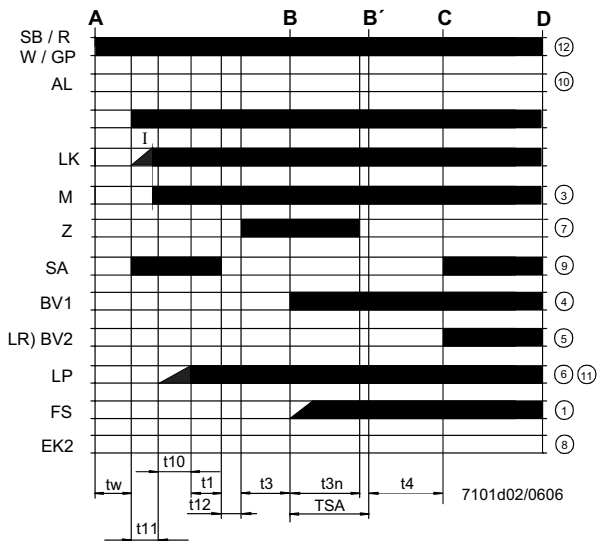 A B B´ C D
SB / R
W / GP 12
AL 10
I
LK
M 3
Z 7
SA 9
BV1 4
LR) BV2 5
LP 6 11
FS 1
EK2 8
t10
tw t1 t3 t3n t4
t12 TSA
t11
7101d02/0606